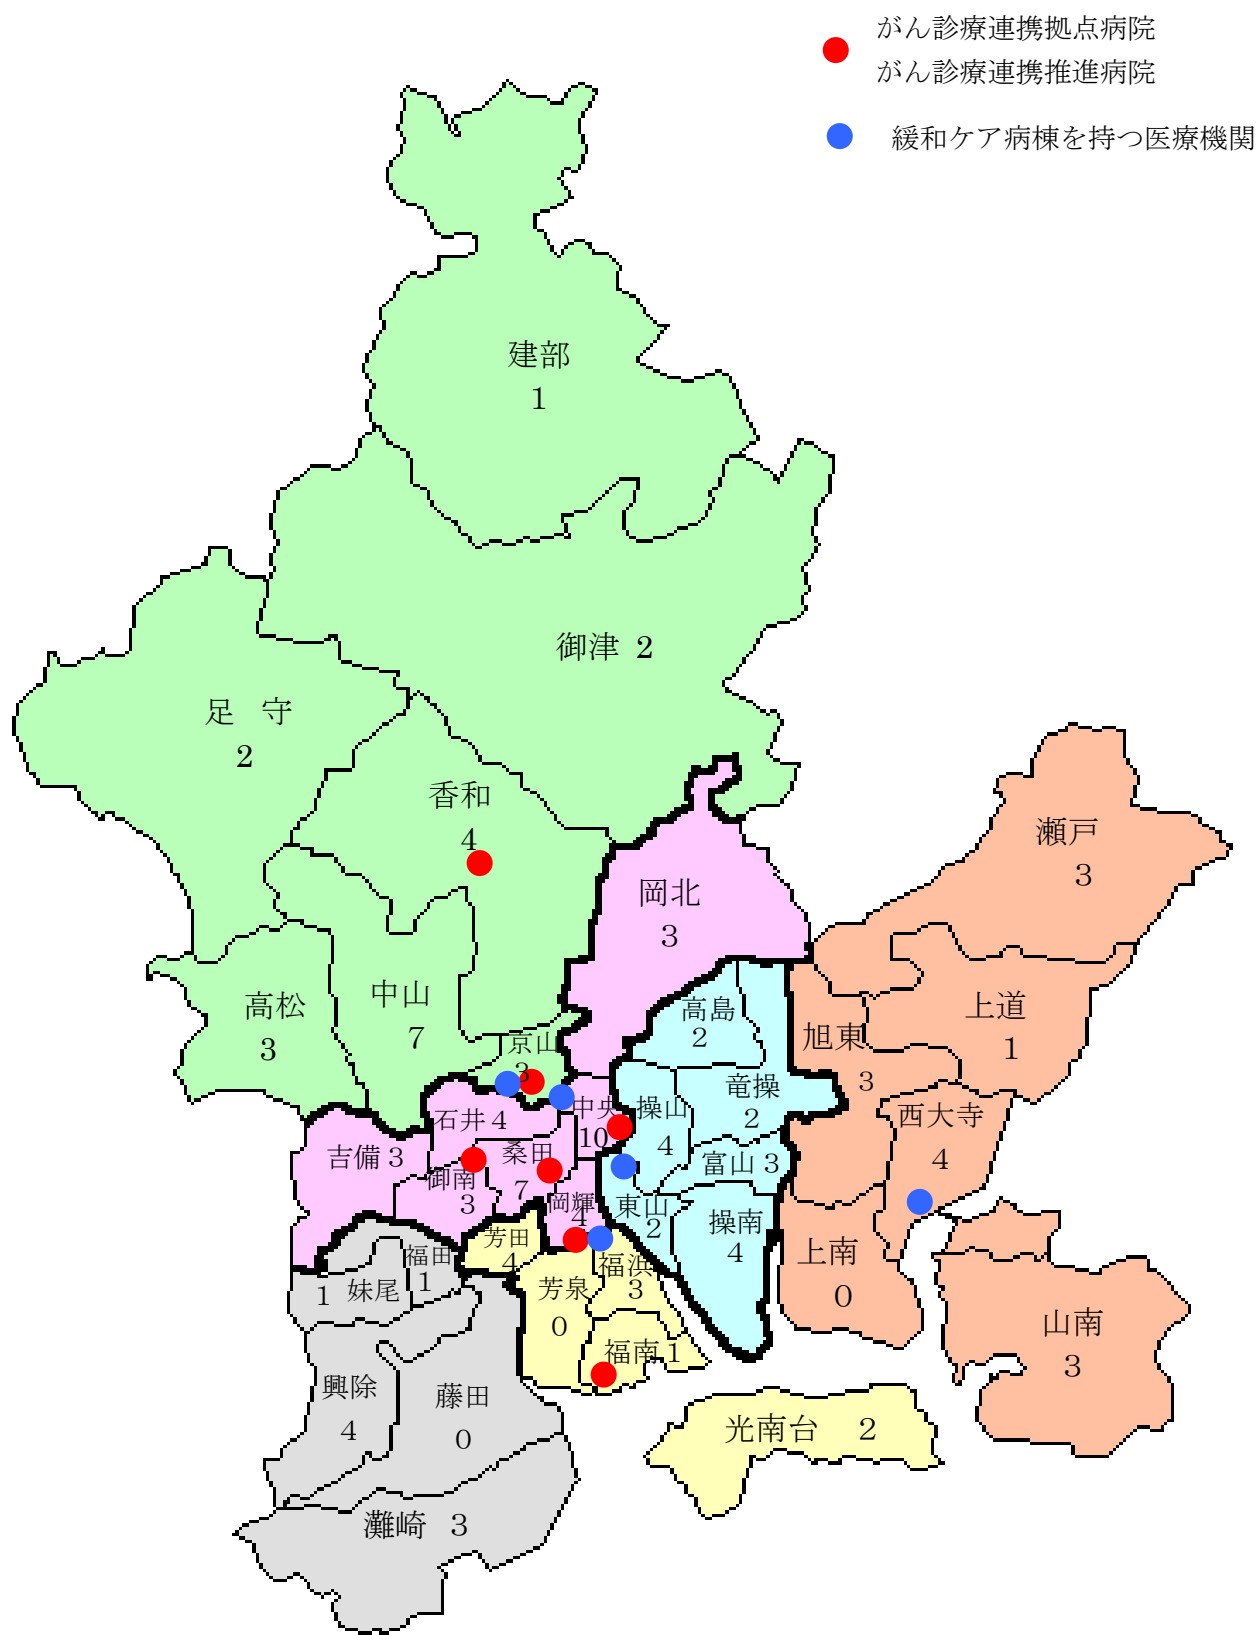 がん診療連携拠点病院
がん診療連携推進病院
緩和ケア病棟を持つ医療機関
建部
1
御津 2
足 守
2
香和
4
瀬戸
3
岡北
3
高松
3
中山
7
高島
2
上道
1
旭東
3
京山
3
竜操
2
石井4
中央
10
操山
4
西大寺
4
吉備3
桑田
7
富山3
御南
3
岡輝
4
東山
2
操南
4
芳田
4
福田
1
上南
0
1 妹尾
芳泉
0
福浜
3
山南
3
福南1
興除
4
藤田
0
光南台 2
灘崎 3